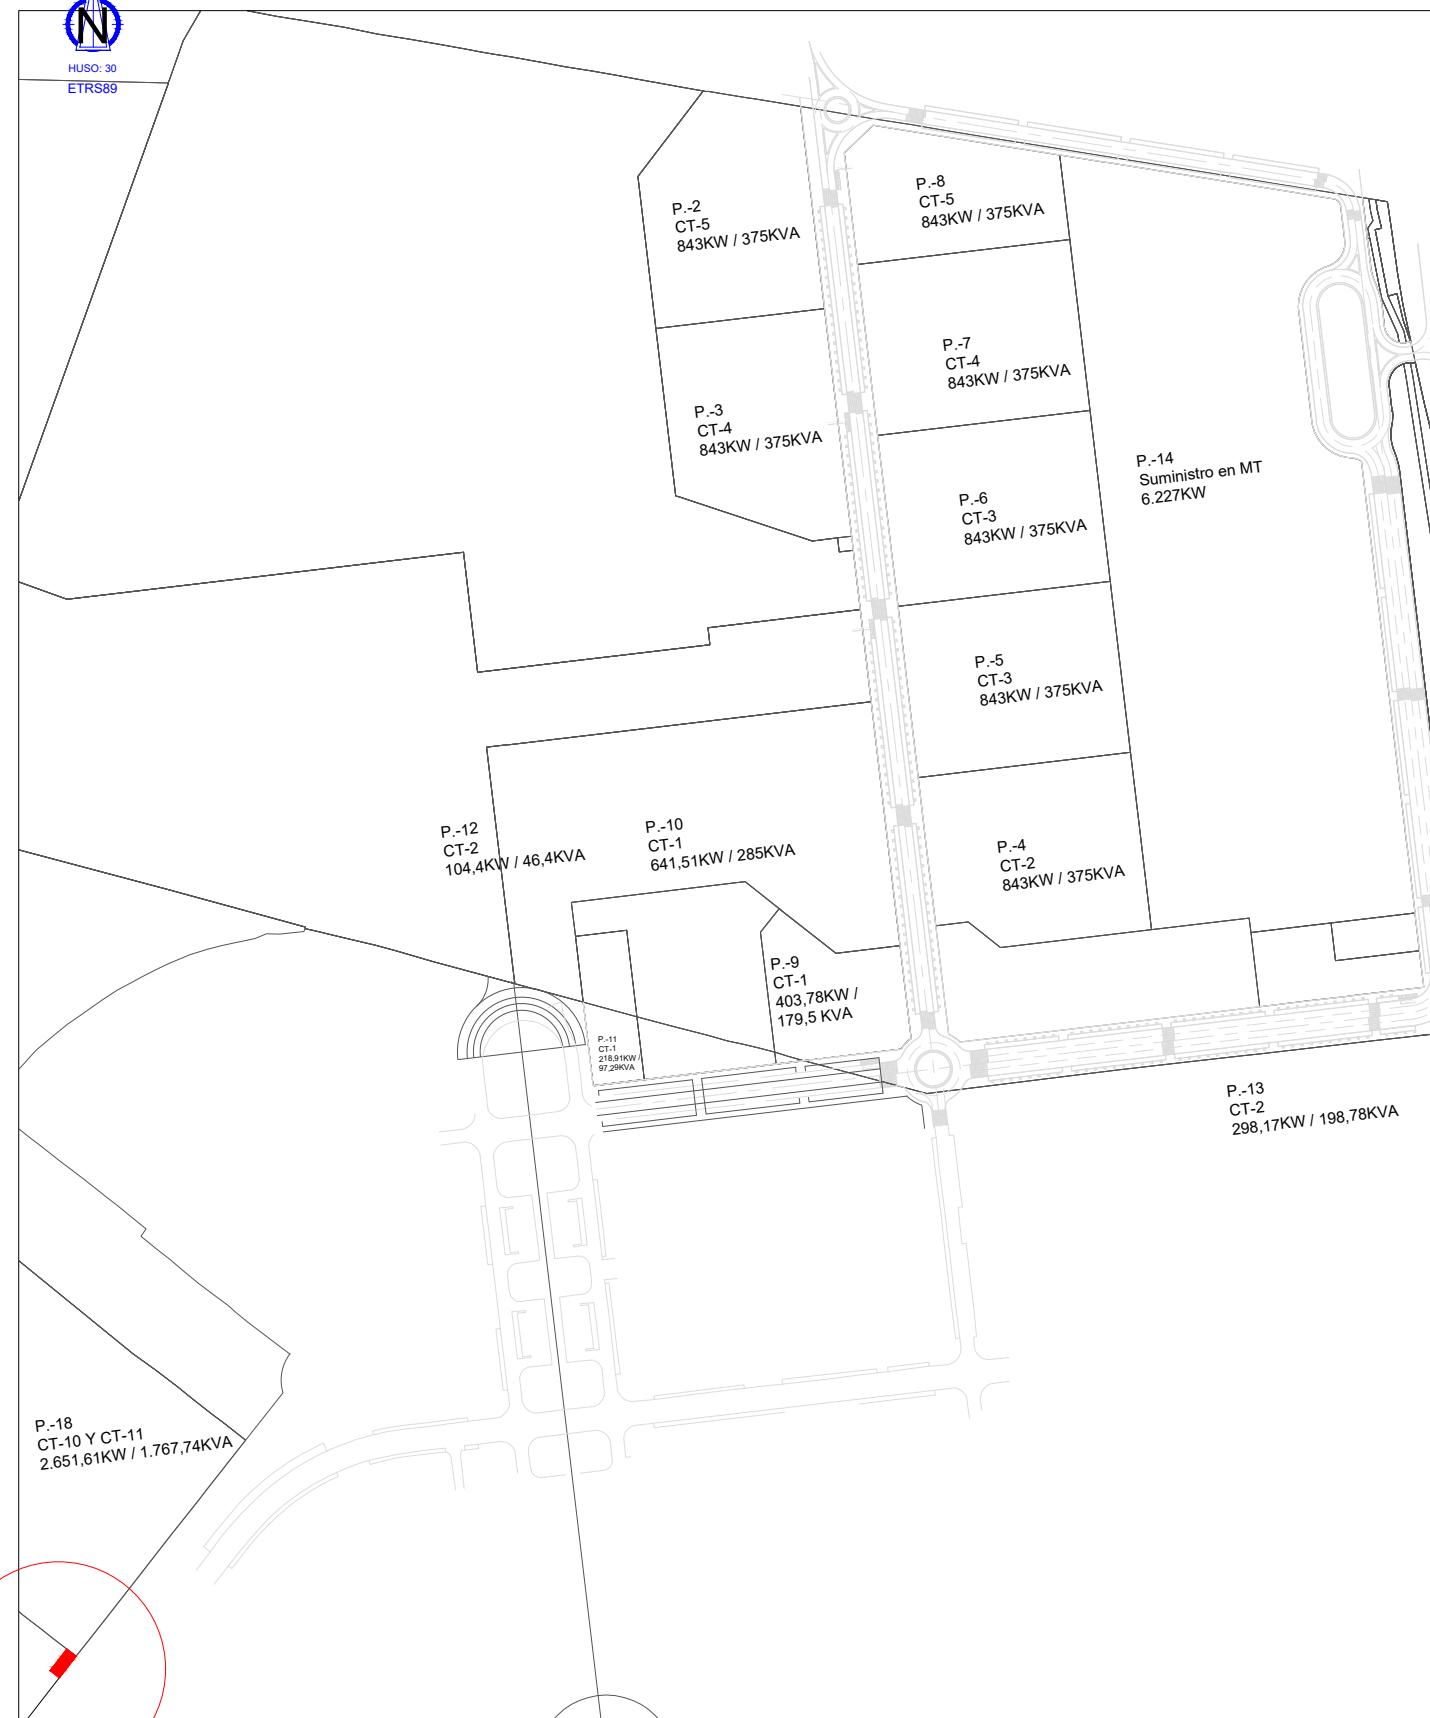 N
HUSO: 30
ETRS89
P.-2
CT-5
843KW / 375KVA
P.-8
CT-5
843KW / 375KVA
P.-7
CT-4
843KW / 375KVA
P.-3
CT-4
843KW / 375KVA
P.-14
Suministro en MT
6.227KW
P.-6
CT-3
843KW / 375KVA
P.-5
CT-3
843KW / 375KVA
P.-12
CT-2
104,4KW / 46,4KVA
P.-10
CT-1
641,51KW / 285KVA
P.-4
CT-2
843KW / 375KVA
P.-9
CT-1
403,78KW /
179,5 KVA
P.-11
CT-1
218,91KW /
97,29KVA
P.-13
CT-2
298,17KW / 198,78KVA
P.-18
CT-10 Y CT-11
2.651,61KW / 1.767,74KVA